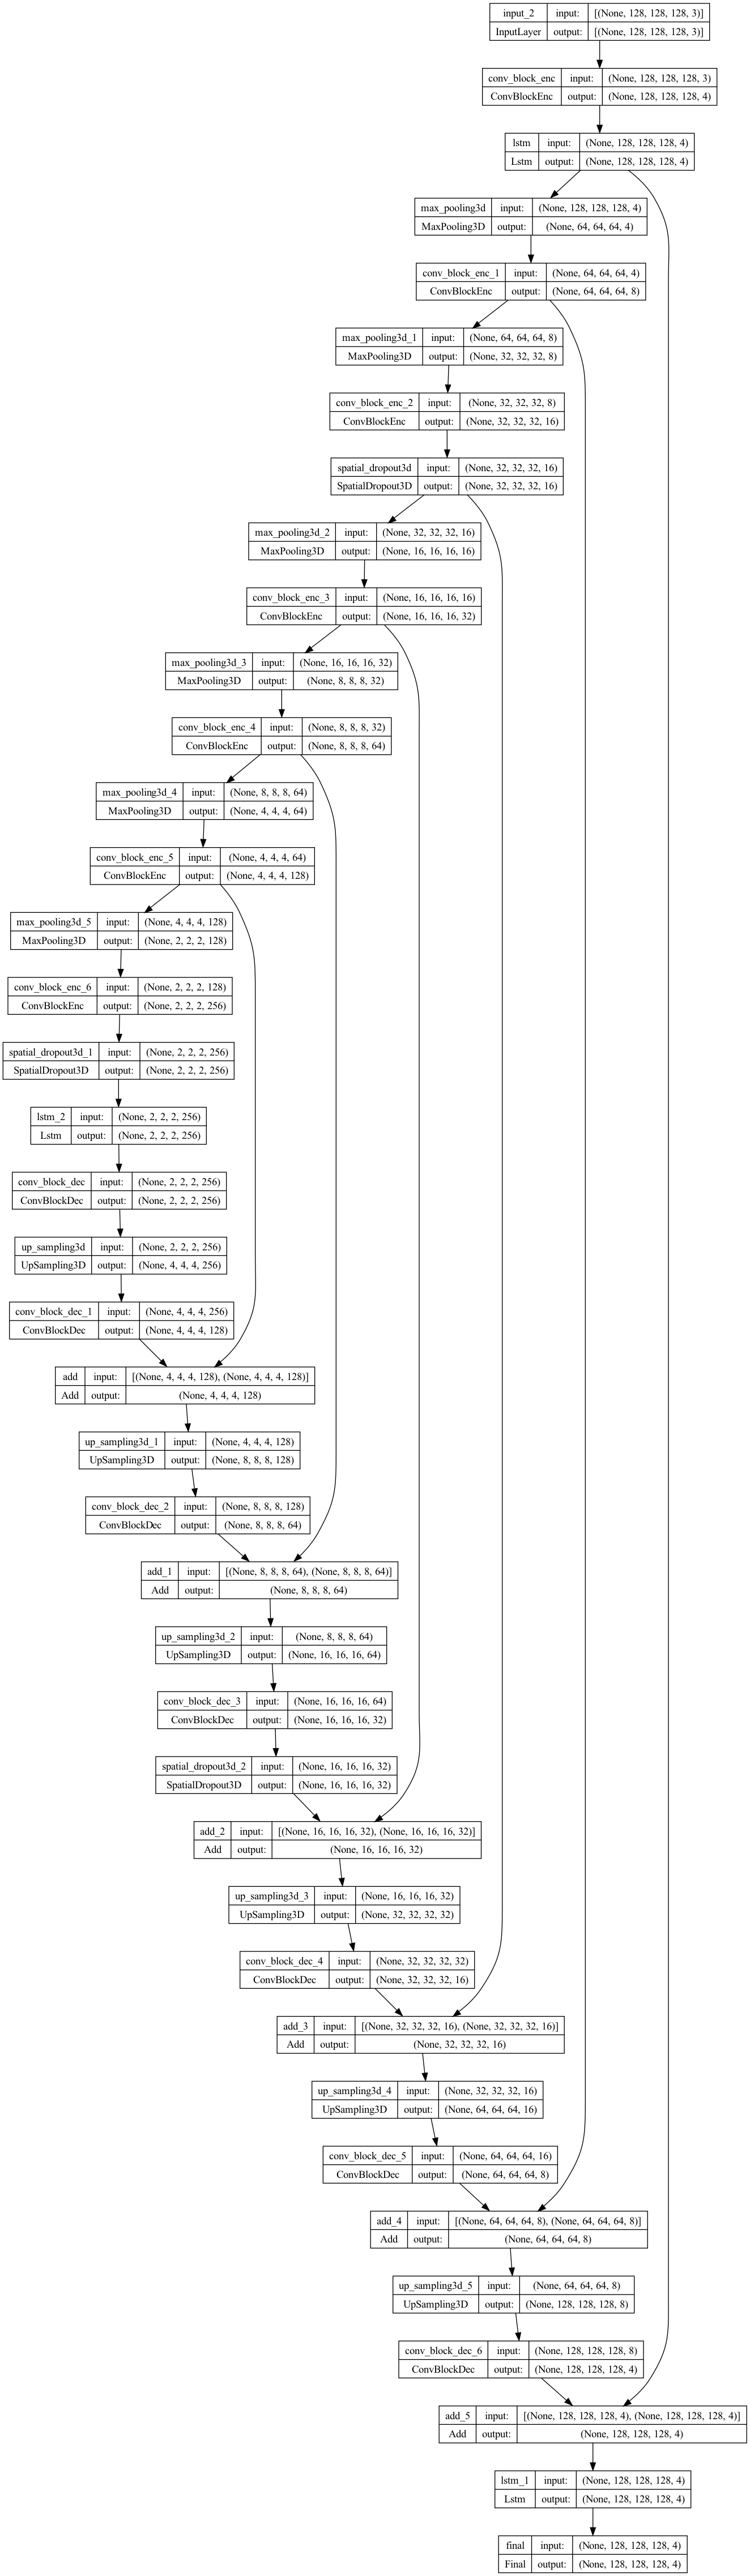 input_2 input: [(None, 128, 128, 128, 3)]
InputLayer output: [(None, 128, 128, 128, 3)]
conv_block_enc input: (None, 128, 128, 128, 3)
ConvBlockEnc output: (None, 128, 128, 128, 4)
lstm input: (None, 128, 128, 128, 4)
Lstm output: (None, 128, 128, 128, 4)
max_pooling3d input: (None, 128, 128, 128, 4)
MaxPooling3D output: (None, 64, 64, 64, 4)
conv_block_enc_1 input: (None, 64, 64, 64, 4)
ConvBlockEnc output: (None, 64, 64, 64, 8)
max_pooling3d_1 input: (None, 64, 64, 64, 8)
MaxPooling3D output: (None, 32, 32, 32, 8)
conv_block_enc_2 input: (None, 32, 32, 32, 8)
ConvBlockEnc output: (None, 32, 32, 32, 16)
spatial_dropout3d input: (None, 32, 32, 32, 16)
SpatialDropout3D output: (None, 32, 32, 32, 16)
max_pooling3d_2 input: (None, 32, 32, 32, 16)
MaxPooling3D output: (None, 16, 16, 16, 16)
conv_block_enc_3 input: (None, 16, 16, 16, 16)
ConvBlockEnc output: (None, 16, 16, 16, 32)
max_pooling3d_3 input: (None, 16, 16, 16, 32)
MaxPooling3D output: (None, 8, 8, 8, 32)
conv_block_enc_4 input: (None, 8, 8, 8, 32)
ConvBlockEnc output: (None, 8, 8, 8, 64)
max_pooling3d_4 input: (None, 8, 8, 8, 64)
MaxPooling3D output: (None, 4, 4, 4, 64)
conv_block_enc_5 input: (None, 4, 4, 4, 64)
ConvBlockEnc output: (None, 4, 4, 4, 128)
max_pooling3d_5 input: (None, 4, 4, 4, 128)
MaxPooling3D output: (None, 2, 2, 2, 128)
conv_block_enc_6 input: (None, 2, 2, 2, 128)
ConvBlockEnc output: (None, 2, 2, 2, 256)
spatial_dropout3d_1 input: (None, 2, 2, 2, 256)
SpatialDropout3D output: (None, 2, 2, 2, 256)
lstm_2 input: (None, 2, 2, 2, 256)
Lstm output: (None, 2, 2, 2, 256)
conv_block_dec input: (None, 2, 2, 2, 256)
ConvBlockDec output: (None, 2, 2, 2, 256)
up_sampling3d input: (None, 2, 2, 2, 256)
UpSampling3D output: (None, 4, 4, 4, 256)
conv_block_dec_1 input: (None, 4, 4, 4, 256)
ConvBlockDec output: (None, 4, 4, 4, 128)
add input: [(None, 4, 4, 4, 128), (None, 4, 4, 4, 128)]
Add output: (None, 4, 4, 4, 128)
up_sampling3d_1 input: (None, 4, 4, 4, 128)
UpSampling3D output: (None, 8, 8, 8, 128)
conv_block_dec_2 input: (None, 8, 8, 8, 128)
ConvBlockDec output: (None, 8, 8, 8, 64)
add_1 input: [(None, 8, 8, 8, 64), (None, 8, 8, 8, 64)]
Add output: (None, 8, 8, 8, 64)
up_sampling3d_2 input: (None, 8, 8, 8, 64)
UpSampling3D output: (None, 16, 16, 16, 64)
conv_block_dec_3 input: (None, 16, 16, 16, 64)
ConvBlockDec output: (None, 16, 16, 16, 32)
spatial_dropout3d_2 input: (None, 16, 16, 16, 32)
SpatialDropout3D output: (None, 16, 16, 16, 32)
add_2 input: [(None, 16, 16, 16, 32), (None, 16, 16, 16, 32)]
Add output: (None, 16, 16, 16, 32)
up_sampling3d_3 input: (None, 16, 16, 16, 32)
UpSampling3D output: (None, 32, 32, 32, 32)
conv_block_dec_4 input: (None, 32, 32, 32, 32)
ConvBlockDec output: (None, 32, 32, 32, 16)
add_3 input: [(None, 32, 32, 32, 16), (None, 32, 32, 32, 16)]
Add output: (None, 32, 32, 32, 16)
up_sampling3d_4 input: (None, 32, 32, 32, 16)
UpSampling3D output: (None, 64, 64, 64, 16)
conv_block_dec_5 input: (None, 64, 64, 64, 16)
ConvBlockDec output: (None, 64, 64, 64, 8)
add_4 input: [(None, 64, 64, 64, 8), (None, 64, 64, 64, 8)]
Add output: (None, 64, 64, 64, 8)
up_sampling3d_5 input: (None, 64, 64, 64, 8)
UpSampling3D output: (None, 128, 128, 128, 8)
conv_block_dec_6 input: (None, 128, 128, 128, 8)
ConvBlockDec output: (None, 128, 128, 128, 4)
add_5 input: [(None, 128, 128, 128, 4), (None, 128, 128, 128, 4)]
Add output: (None, 128, 128, 128, 4)
lstm_1 input: (None, 128, 128, 128, 4)
Lstm output: (None, 128, 128, 128, 4)
final input: (None, 128, 128, 128, 4)
Final output: (None, 128, 128, 128, 4)